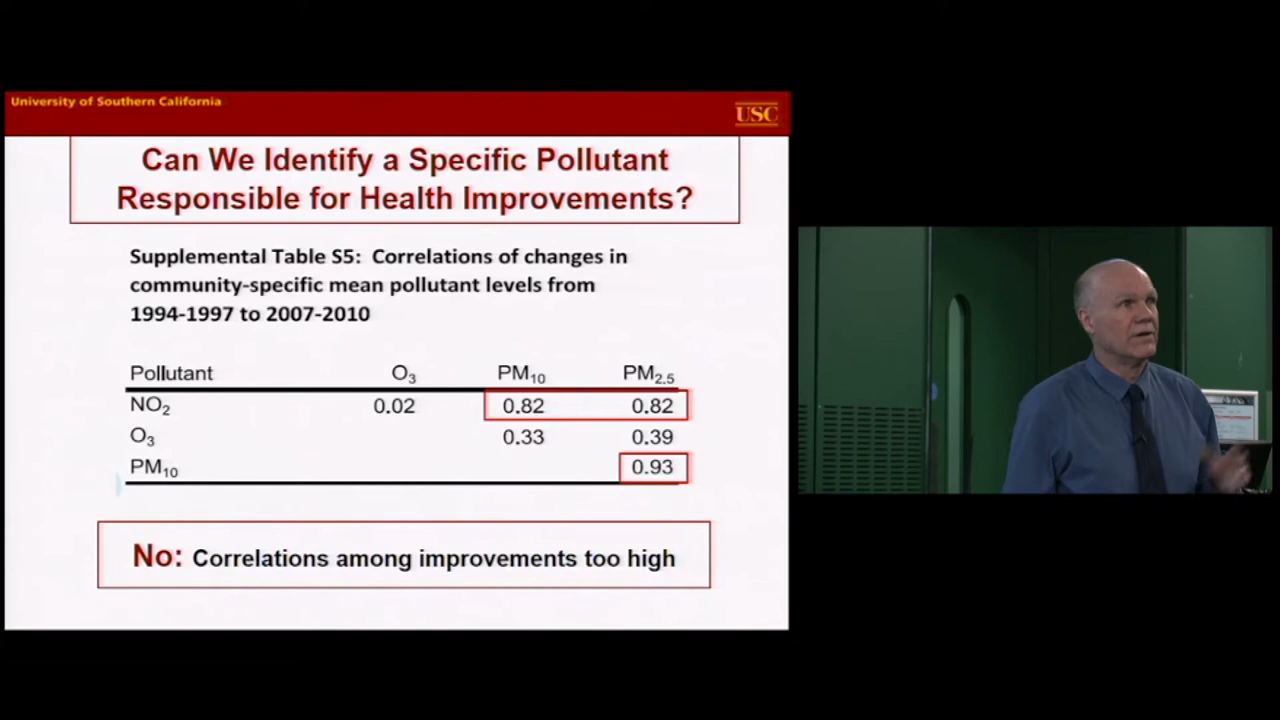 University of Southern California
USC
Can We Identify a Specific Pollutant
Responsible for Health Improvements?
Supplemental Table S5: Correlations of changes in
community-specific mean pollutant levels from
1994-1997 to 2007-2010
Pollutant O₃ PM₁₀ PM₂.₅
NO₂ 0.02 0.82 0.82
O₃ 0.33 0.39
PM₁₀ 0.93
No: Correlations among improvements too high